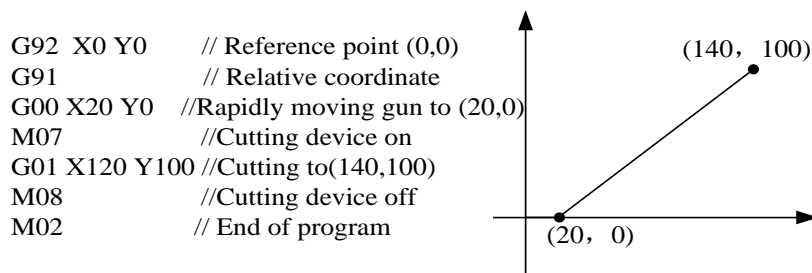 G92 X0 Y0 // Reference point (0,0)
G91 // Relative coordinate
G00 X20 Y0 //Rapidly moving gun to (20,0)
M07 //Cutting device on
G01 X120 Y100 //Cutting to(140,100)
M08 //Cutting device off
M02 // End of program
(140，100)
(20，0)